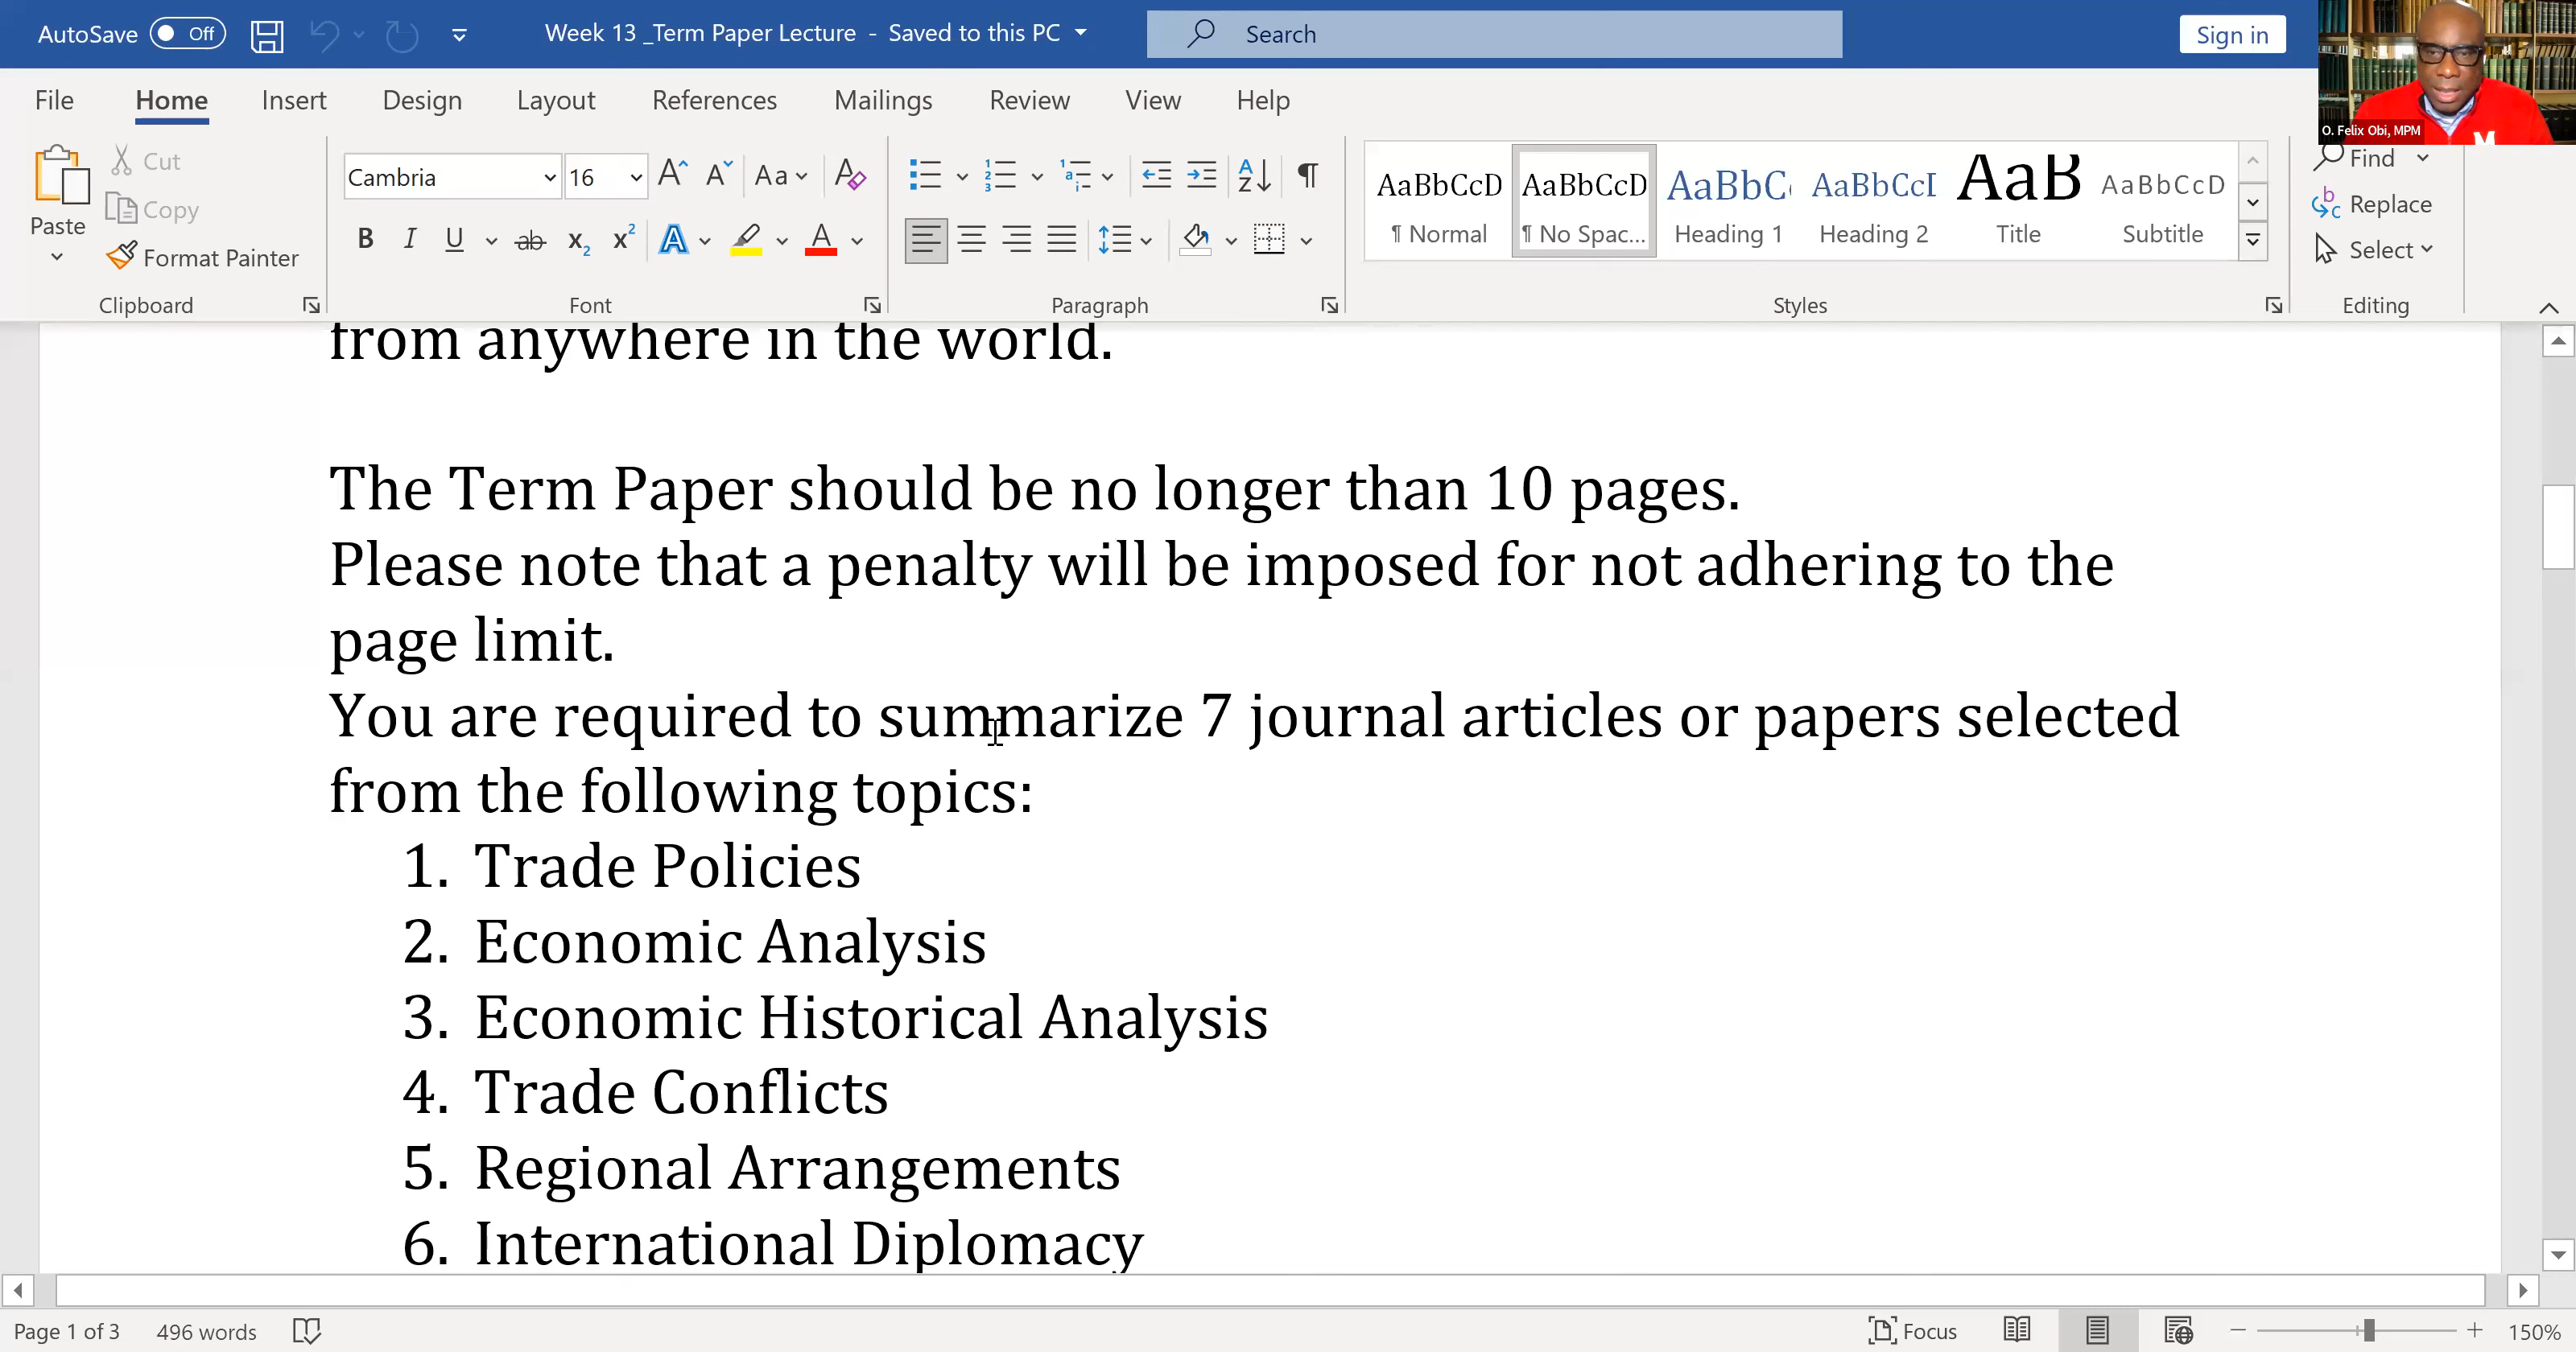 AutoSave Off Week 13 _Term Paper Lecture - Saved to this PC Search Sign in
File Home Insert Design Layout References Mailings Review View Help
O. Felix Obi, MPM
Paste Cut Copy Format Painter
Clipboard
Cambria 16 Aa
B I U ab x2 x2 A A
Font
Paragraph
AaBbCcD AaBbCcD AaBbC AaBbCcI AaB AaBbCcD
¶ Normal ¶ No Spac... Heading 1 Heading 2 Title Subtitle
Styles
Find
Replace
Select
Editing
from anywhere in the world.
The Term Paper should be no longer than 10 pages.
Please note that a penalty will be imposed for not adhering to the
page limit.
You are required to summarize 7 journal articles or papers selected
from the following topics:
1. Trade Policies
2. Economic Analysis
3. Economic Historical Analysis
4. Trade Conflicts
5. Regional Arrangements
6. International Diplomacy
Page 1 of 3 496 words Focus 150%